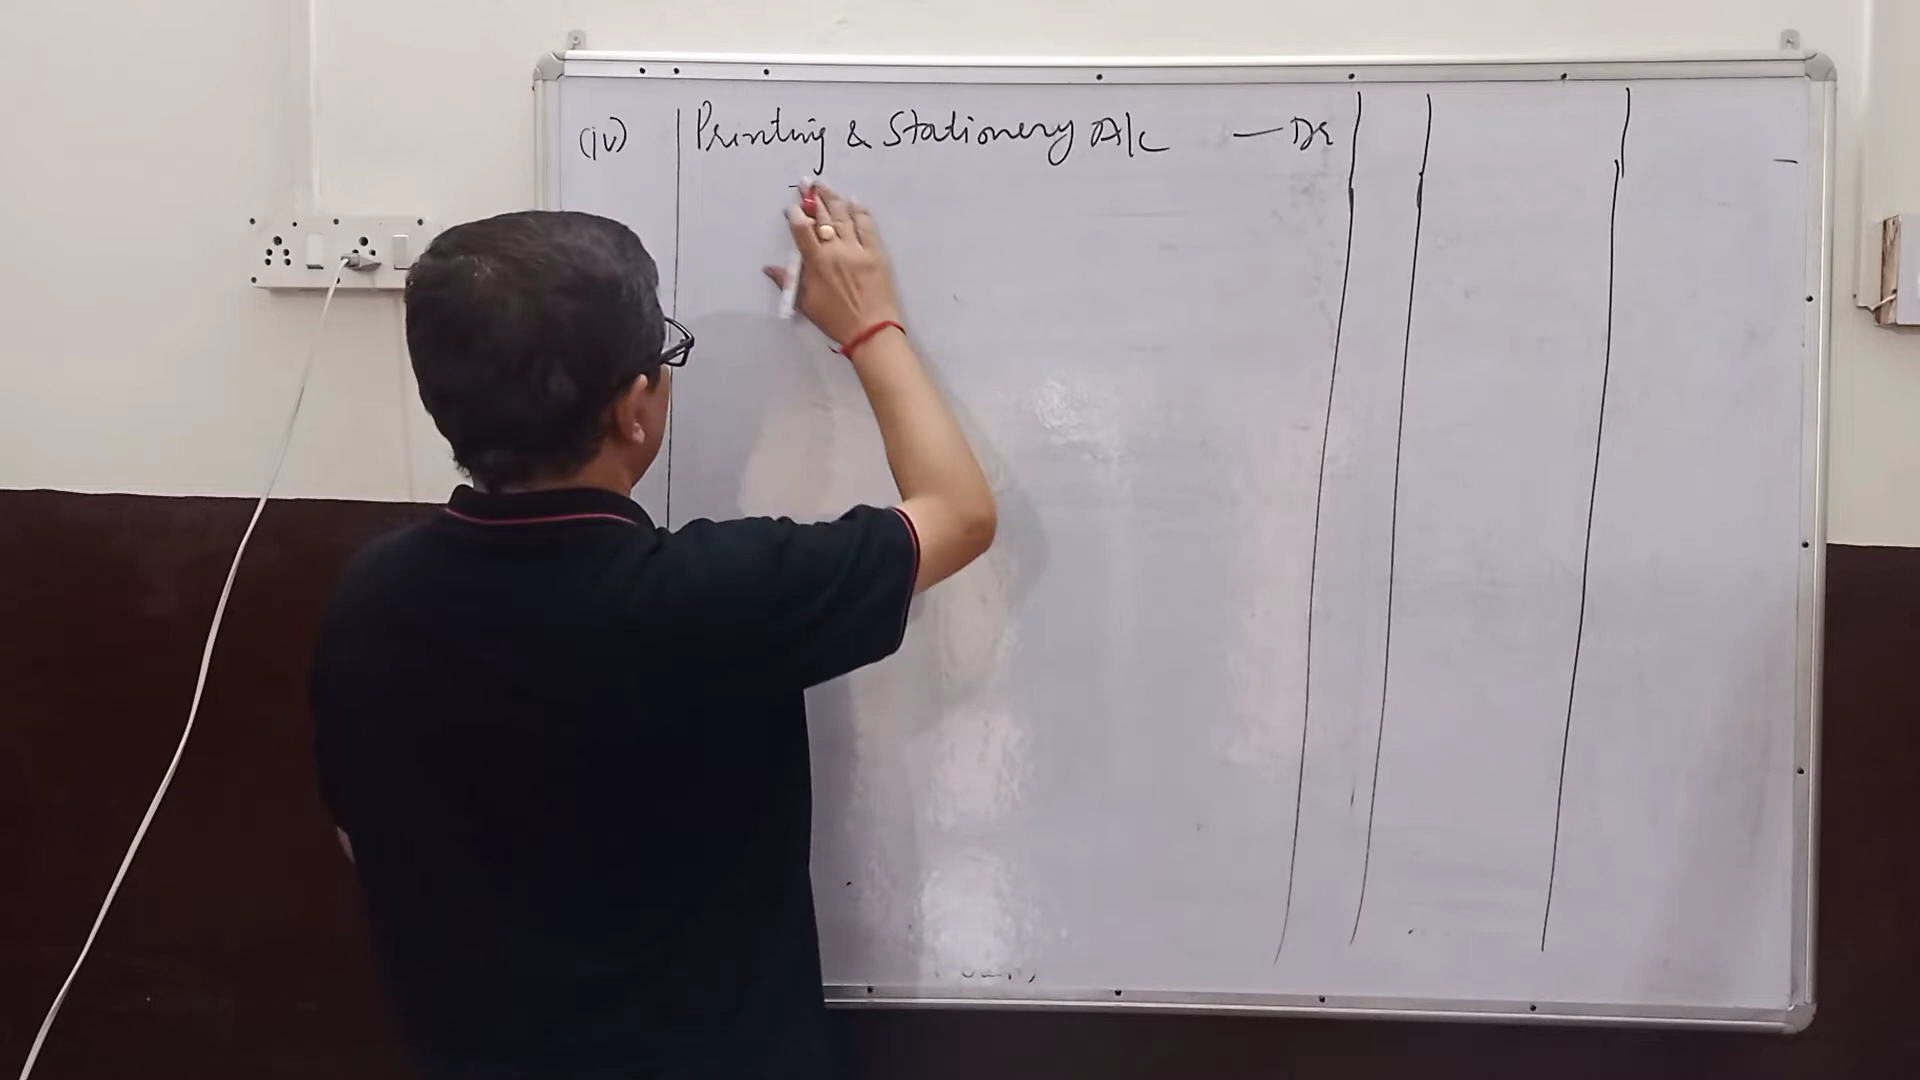 (iv) Printing & Stationery A/c — Dr